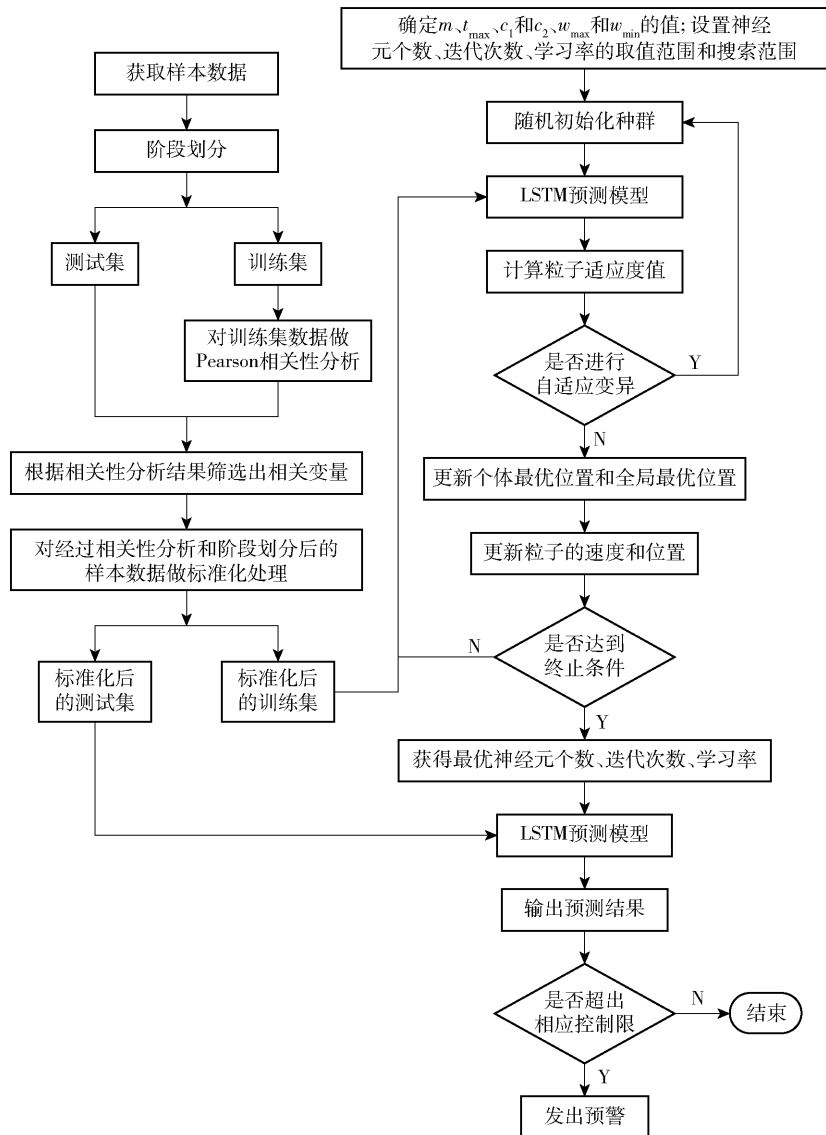 获取样本数据
阶段划分
测试集
训练集
对训练集数据做
Pearson相关性分析
根据相关性分析结果筛选出相关变量
对经过相关性分析和阶段划分后的
样本数据做标准化处理
标准化后
的测试集
标准化后
的训练集
确定m、t_max、c_1和c_2、w_max和w_min的值;设置神经
元个数、迭代次数、学习率的取值范围和搜索范围
随机初始化种群
LSTM预测模型
计算粒子适应度值
是否进行
自适应变异
Y
N
更新个体最优位置和全局最优位置
更新粒子的速度和位置
是否达到
终止条件
N
Y
获得最优神经元个数、迭代次数、学习率
LSTM预测模型
输出预测结果
是否超出
相应控制限
N
结束
Y
发出预警